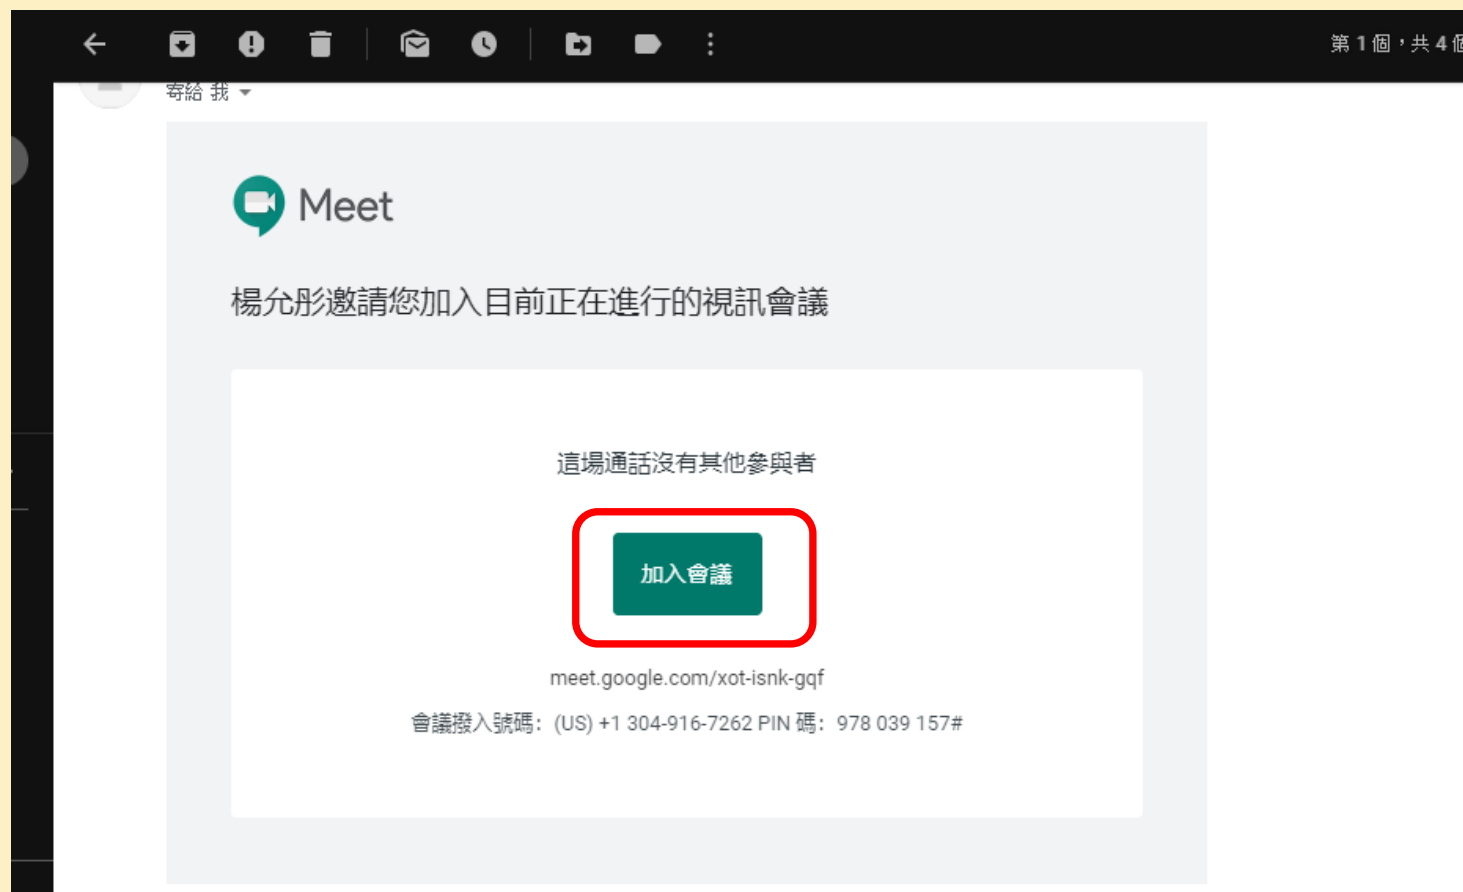 第 1 個，共 4 個
寄給 我
Meet
楊允彤邀請您加入目前正在進行的視訊會議
這場通話沒有其他參與者
加入會議
meet.google.com/xot-isnk-gqf
會議撥入號碼： (US) +1 304-916-7262 PIN 碼： 978 039 157#